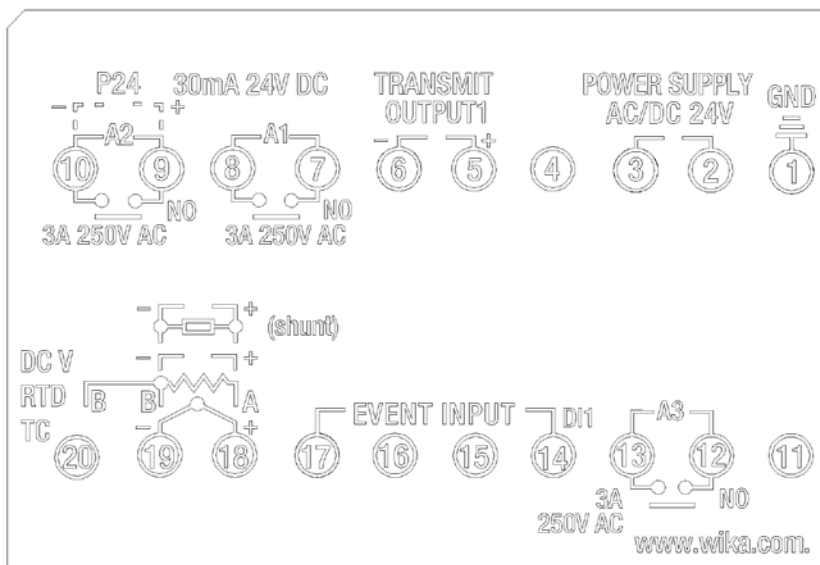 P24 30mA 24V DC
TRANSMIT
OUTPUT1
POWER SUPPLY
AC/DC 24V
GND
- +
A2 A1
- +
10 9 8 7 6 5 4 3 2 1
NO NO
3A 250V AC 3A 250V AC
- + (shunt)
DC V - +
RTD B B A
TC - +
EVENT INPUT DI1 A3
20 19 18 17 16 15 14 13 12 11
3A NO
250V AC
www.wika.com.